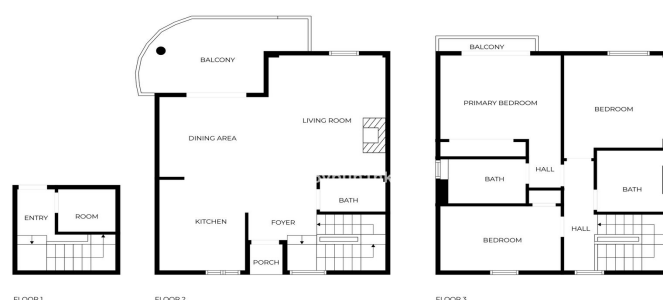 BALCONY
LIVING ROOM
DINING AREA
KITCHEN
FOYER
BATH
PORCH
ENTRY
ROOM
BALCONY
PRIMARY BEDROOM
BEDROOM
HALL
BATH
BATH
BEDROOM
HALL
FLOOR 1
FLOOR 2
FLOOR 3